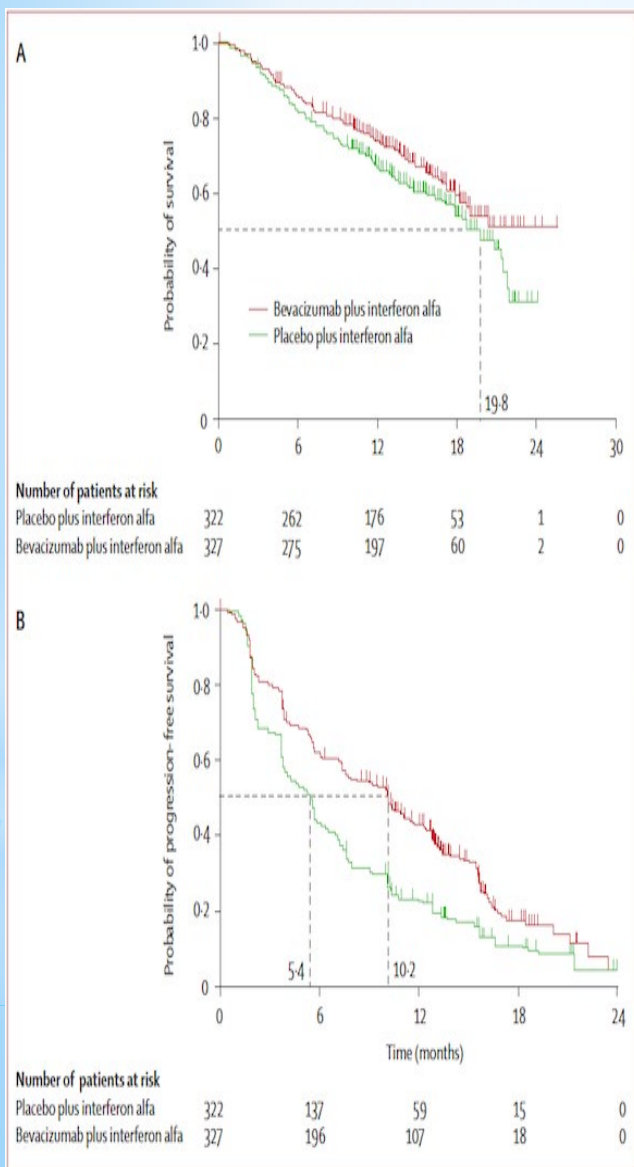 A
Probability of survival
1·0
0·8
0·6
0·4
0·2
0
Bevacizumab plus interferon alfa
Placebo plus interferon alfa
19·8
0 6 12 18 24 30
Number of patients at risk
Placebo plus interferon alfa 322 262 176 53 1 0
Bevacizumab plus interferon alfa 327 275 197 60 2 0
B
Probability of progression-free survival
1·0
0·8
0·6
0·4
0·2
0
5·4 10·2
0 6 12 18 24
Time (months)
Number of patients at risk
Placebo plus interferon alfa 322 137 59 15 0
Bevacizumab plus interferon alfa 327 196 107 18 0